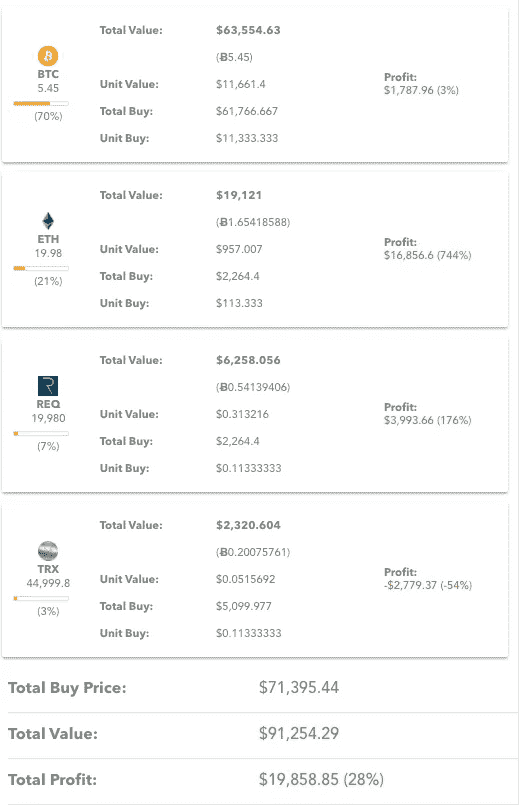 Total Value: $63,554.63
(Ƀ5.45)
BTC
5.45
(70%)
Unit Value: $11,661.4
Total Buy: $61,766.667
Unit Buy: $11,333.333
Profit:
$1,787.96 (3%)
Total Value: $19,121
(Ƀ1.65418588)
ETH
19.98
(21%)
Unit Value: $957.007
Total Buy: $2,264.4
Unit Buy: $113.333
Profit:
$16,856.6 (744%)
Total Value: $6,258.056
(Ƀ0.54139406)
REQ
19,980
(7%)
Unit Value: $0.313216
Total Buy: $2,264.4
Unit Buy: $0.11333333
Profit:
$3,993.66 (176%)
Total Value: $2,320.604
(Ƀ0.20075761)
TRX
44,999.8
(3%)
Unit Value: $0.0515692
Total Buy: $5,099.977
Unit Buy: $0.11333333
Profit:
-$2,779.37 (-54%)
Total Buy Price: $71,395.44
Total Value: $91,254.29
Total Profit: $19,858.85 (28%)